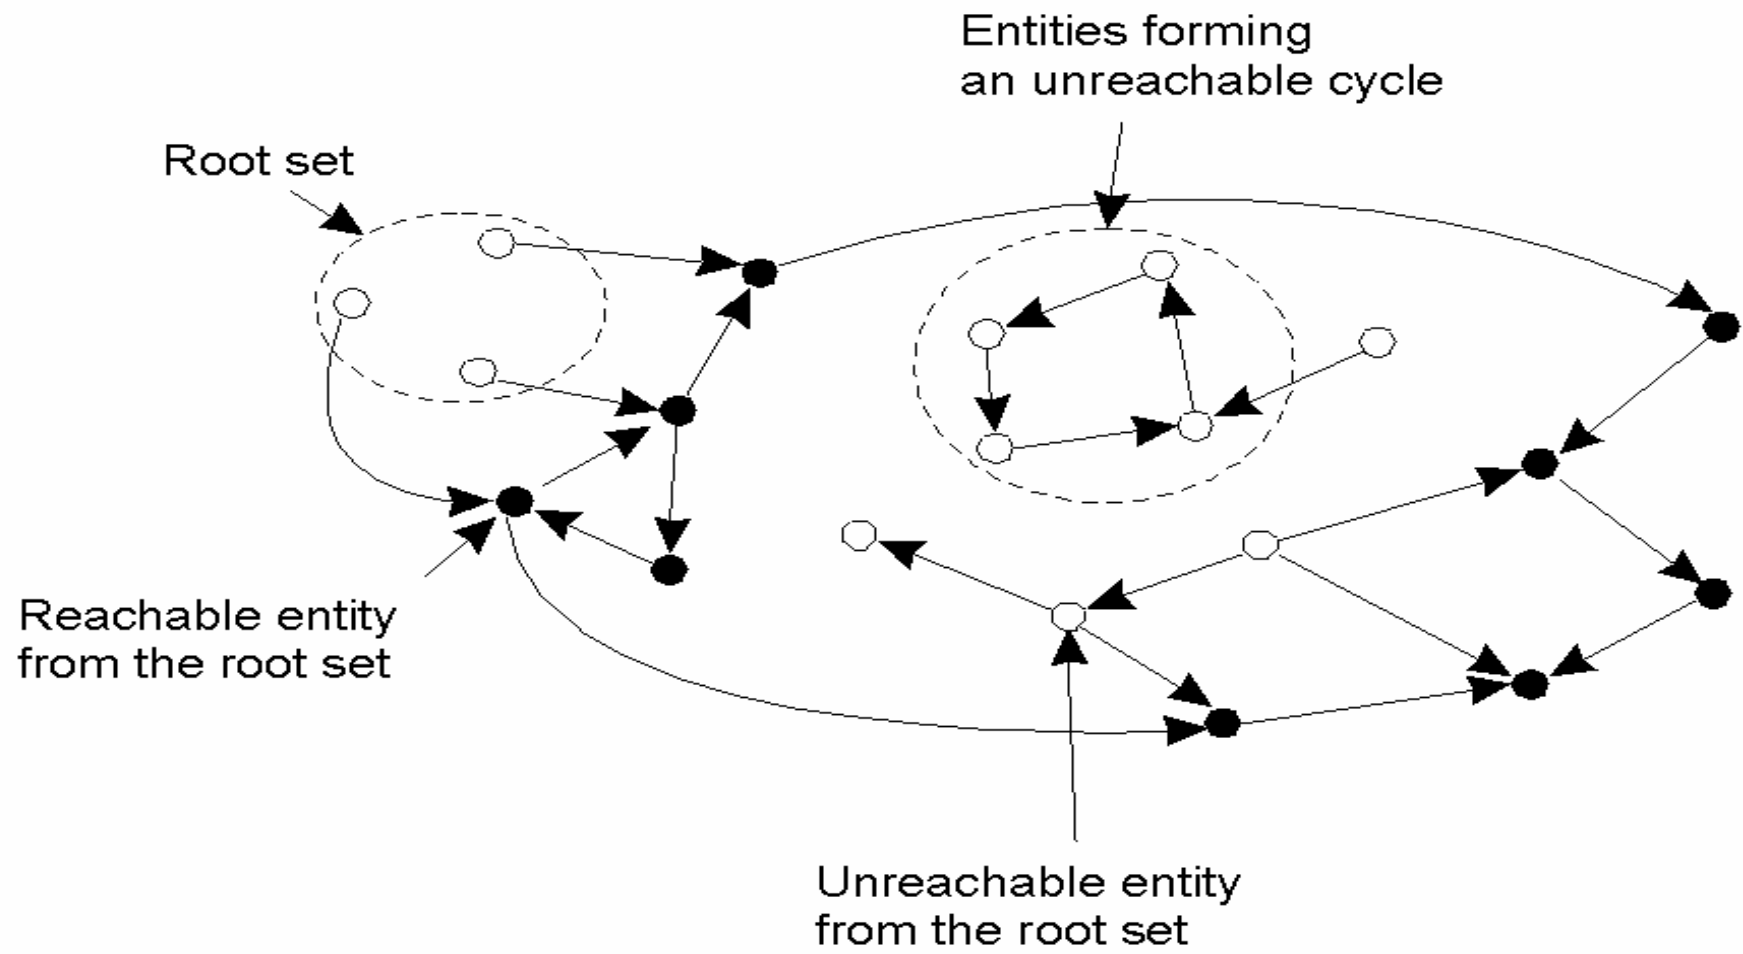 Entities forming
an unreachable cycle
Root set
Reachable entity
from the root set
Unreachable entity
from the root set